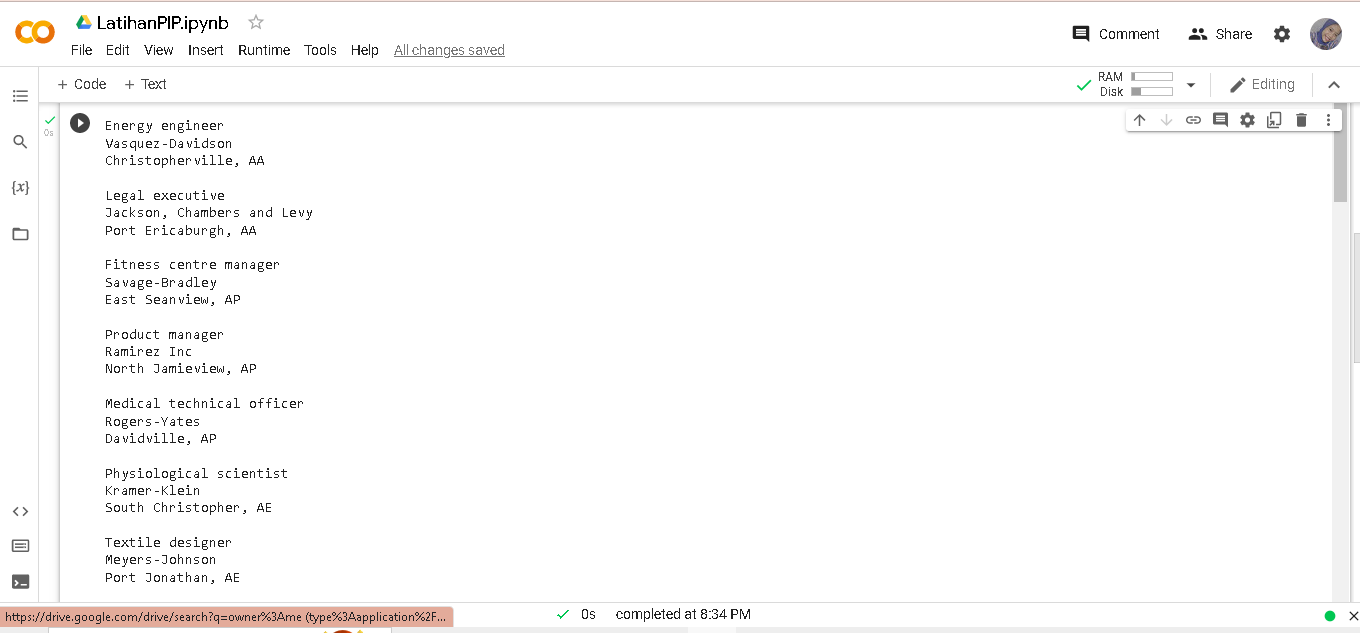 LatihanPIP.ipynb
Comment
Share
File Edit View Insert Runtime Tools Help All changes saved
+ Code + Text
RAM
Disk
Editing
0s
Energy engineer
Vasquez-Davidson
Christopherville, AA
Legal executive
Jackson, Chambers and Levy
Port Ericaburgh, AA
Fitness centre manager
Savage-Bradley
East Seanview, AP
Product manager
Ramirez Inc
North Jamieview, AP
Medical technical officer
Rogers-Yates
Davidville, AP
Physiological scientist
Kramer-Klein
South Christopher, AE
Textile designer
Meyers-Johnson
Port Jonathan, AE
{x}
https://drive.google.com/drive/search?q=owner%3Ame (type%3Aapplication%2F...
0s completed at 8:34 PM